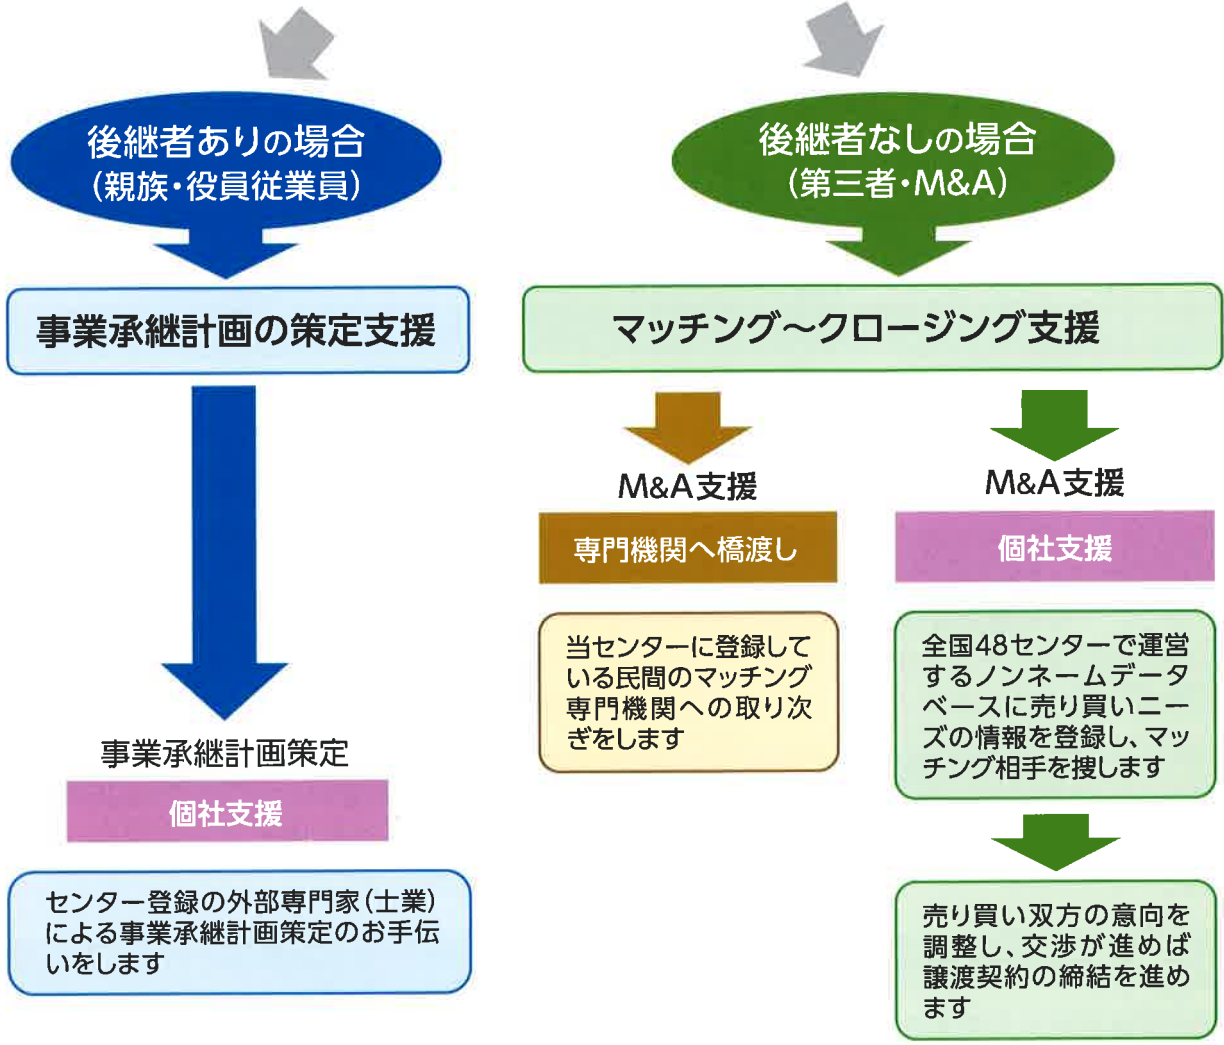 後継者ありの場合
(親族・役員従業員)
事業承継計画の策定支援
事業承継計画策定
個社支援
センター登録の外部専門家(士業)
による事業承継計画策定のお手伝
いをします
後継者なしの場合
(第三者・M&A)
マッチング〜クロージング支援
M&A支援
専門機関へ橋渡し
当センターに登録して
いる民間のマッチング
専門機関への取り次
ぎをします
M&A支援
個社支援
全国48センターで運営
するノンネームデータ
ベースに売り買いニー
ズの情報を登録し、マッ
チング相手を捜します
売り買い双方の意向を
調整し、交渉が進めば
譲渡契約の締結を進め
ます